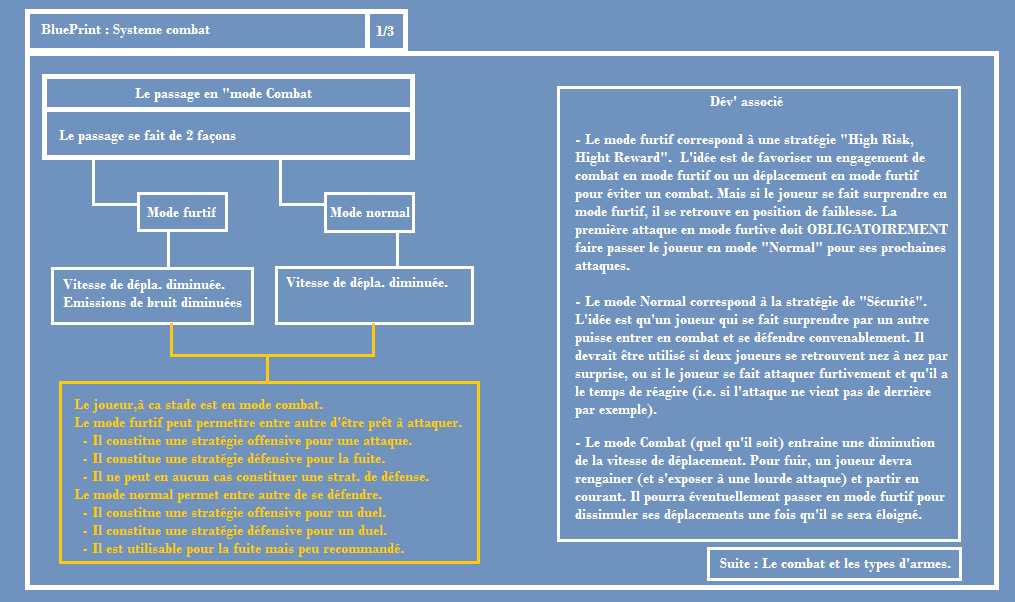 BluePrint : Systeme combat
1/3
Le passage en "mode Combat
Le passage se fait de 2 façons
Mode furtif
Mode normal
Vitesse de dépla. diminuée.
Emissions de bruit diminuées
Vitesse de dépla. diminuée.
Le joueur,à ca stade est en mode combat.
Le mode furtif peut permettre entre autre d'être prêt à attaquer.
- Il constitue une stratégie offensive pour une attaque.
- Il constitue une stratégie défensive pour la fuite.
- Il ne peut en aucun cas constituer une strat. de défense.
Le mode normal permet entre autre de se défendre.
- Il constitue une stratégie offensive pour un duel.
- Il constitue une stratégie défensive pour un duel.
- Il est utilisable pour la fuite mais peu recommandé.
Dév' associé
- Le mode furtif correspond à une stratégie "High Risk,
Hight Reward". L'idée est de favoriser un engagement de
combat en mode furtif ou un déplacement en mode furtif
pour éviter un combat. Mais si le joueur se fait surprendre en
mode furtif, il se retrouve en position de faiblesse. La
première attaque en mode furtive doit OBLIGATOIREMENT
faire passer le joueur en mode "Normal" pour ses prochaines
attaques.
- Le mode Normal correspond à la stratégie de "Sécurité".
L'idée est qu'un joueur qui se fait surprendre par un autre
puisse entrer en combat et se défendre convenablement. Il
devrait être utilisé si deux joueurs se retrouvent nez à nez par
surprise, ou si le joueur se fait attaquer furtivement et qu'il a
le temps de réagire (i.e. si l'attaque ne vient pas de derrière
par exemple).
- Le mode Combat (quel qu'il soit) entraine une diminution
de la vitesse de déplacement. Pour fuir, un joueur devra
rengainer (et s'exposer à une lourde attaque) et partir en
courant. Il pourra éventuellement passer en mode furtif pour
dissimuler ses déplacements une fois qu'il se sera éloigné.
Suite : Le combat et les types d'armes.